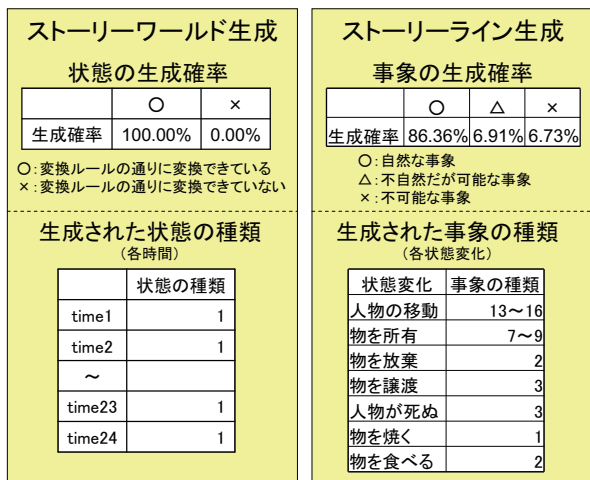 ストーリーワールド生成
状態の生成確率
○ ×
生成確率 100.00% 0.00%
○:変換ルールの通りに変換できている
×:変換ルールの通りに変換できていない
生成された状態の種類
(各時間)
状態の種類
time1 1
time2 1
~
time23 1
time24 1
ストーリーライン生成
事象の生成確率
○ △ ×
生成確率 86.36% 6.91% 6.73%
○:自然な事象
△:不自然だが可能な事象
×:不可能な事象
生成された事象の種類
(各状態変化)
状態変化 事象の種類
人物の移動 13~16
物を所有 7~9
物を放棄 2
物を譲渡 3
人物が死ぬ 3
物を焼く 1
物を食べる 2